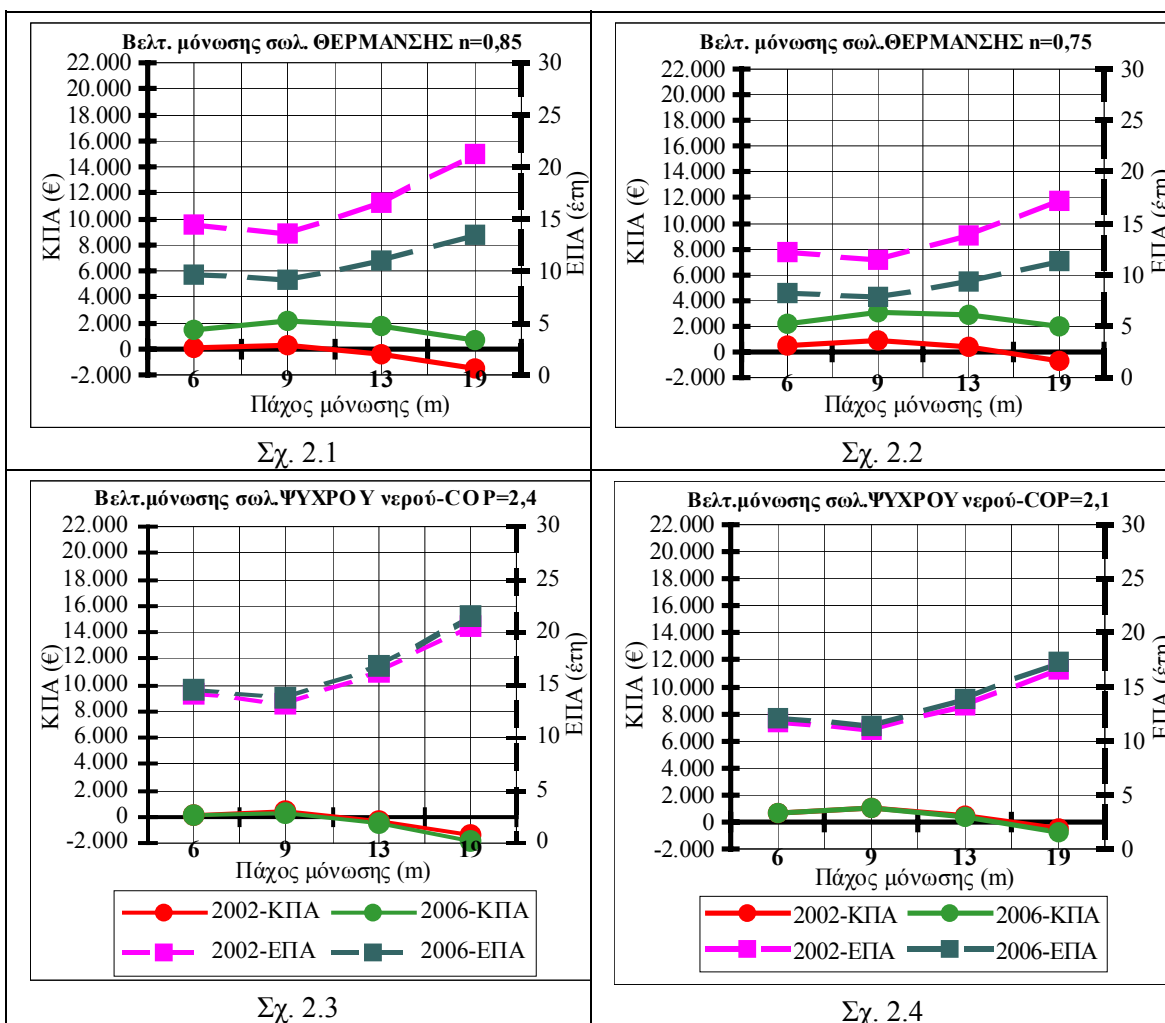 Βελτ. μόνωσης σωλ. ΘΕΡΜΑΝΣΗΣ n=0,85
22.000
20.000
18.000
16.000
14.000
12.000
10.000
8.000
6.000
4.000
2.000
0
-2.000
ΚΠΑ (€)
30
25
20
15
10
5
0
ΕΠΑ (έτη)
6 9 13 19
Πάχος μόνωσης (m)
Σχ. 2.1
Βελτ. μόνωσης σωλ.ΘΕΡΜΑΝΣΗΣ n=0,75
22.000
20.000
18.000
16.000
14.000
12.000
10.000
8.000
6.000
4.000
2.000
0
-2.000
ΚΠΑ (€)
30
25
20
15
10
5
0
ΕΠΑ (έτη)
6 9 13 19
Πάχος μόνωσης (m)
Σχ. 2.2
Βελτ.μόνωσης σωλ.ΨΥΧΡΟΥ νερού-COP=2,4
22.000
20.000
18.000
16.000
14.000
12.000
10.000
8.000
6.000
4.000
2.000
0
-2.000
ΚΠΑ (€)
30
25
20
15
10
5
0
ΕΠΑ (έτη)
6 9 13 19
Πάχος μόνωσης (m)
2002-ΚΠΑ 2006-ΚΠΑ
2002-ΕΠΑ 2006-ΕΠΑ
Σχ. 2.3
Βελτ.μόνωσης σωλ.ΨΥΧΡΟΥ νερού-COP=2,1
22.000
20.000
18.000
16.000
14.000
12.000
10.000
8.000
6.000
4.000
2.000
0
-2.000
ΚΠΑ (€)
30
25
20
15
10
5
0
ΕΠΑ (έτη)
6 9 13 19
Πάχος μόνωσης (m)
2002-ΚΠΑ 2006-ΚΠΑ
2002-ΕΠΑ 2006-ΕΠΑ
Σχ. 2.4